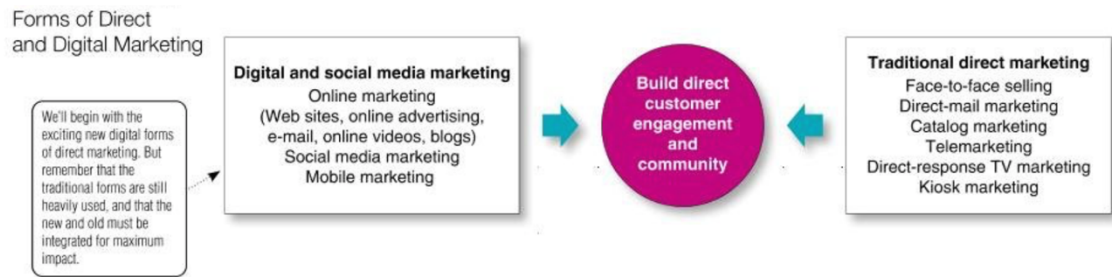 Forms of Direct
and Digital Marketing
We'll begin with the
exciting new digital forms
of direct marketing. But
remember that the
traditional forms are still
heavily used, and that the
new and old must be
integrated for maximum
impact.
Digital and social media marketing
Online marketing
(Web sites, online advertising,
e-mail, online videos, blogs)
Social media marketing
Mobile marketing
Build direct
customer
engagement
and
community
Traditional direct marketing
Face-to-face selling
Direct-mail marketing
Catalog marketing
Telemarketing
Direct-response TV marketing
Kiosk marketing